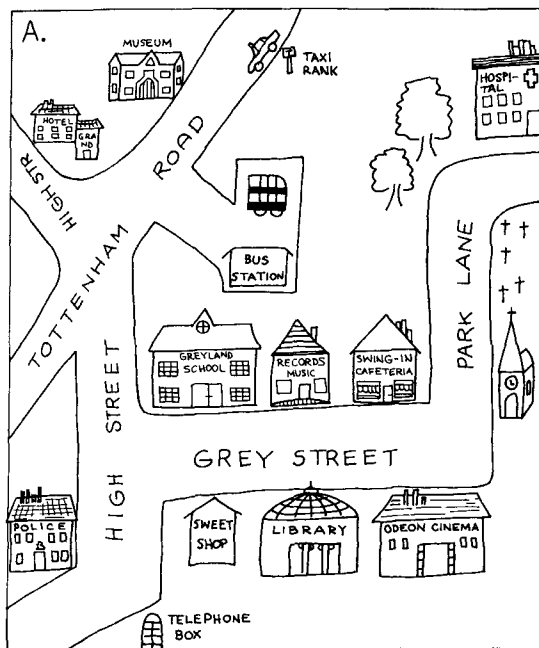 A.
MUSEUM
TAXI
RANK
HOSPI-
TAL
HOTEL
GRA
ND
HIGH STR
TOTTENHAM ROAD
BUS
STATION
PARK LANE
GREYLAND
SCHOOL
RECORDS
MUSIC
SWING-IN
CAFETERIA
HIGH STREET
GREY STREET
POLICE
SWEET
SHOP
LIBRARY
ODEON CINEMA
TELEPHONE
BOX